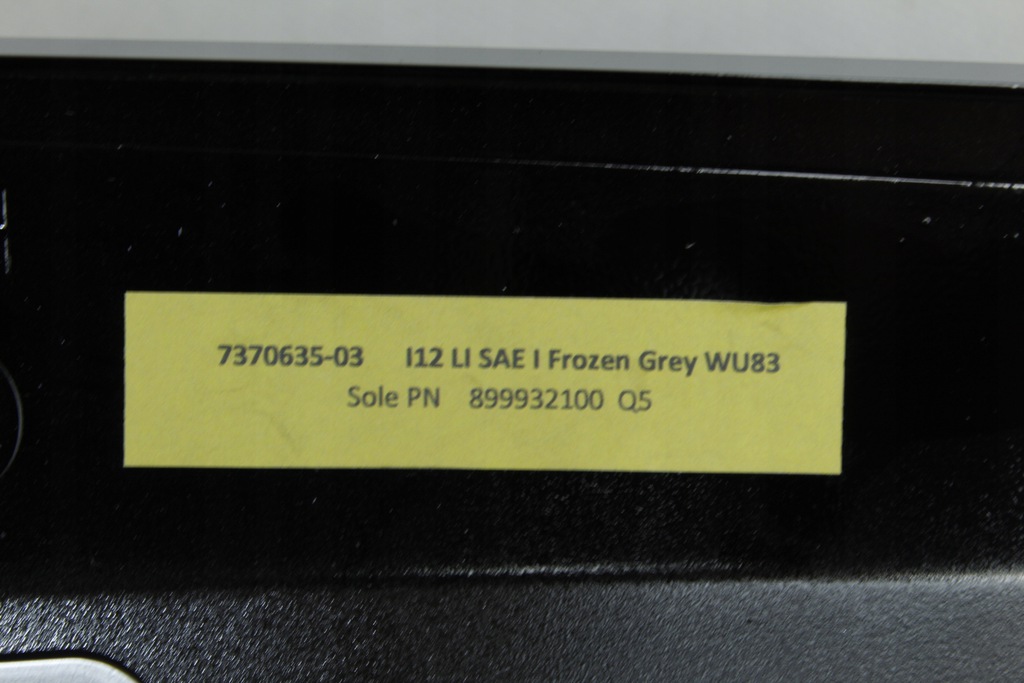 7370635-03 I12 LI SAE I Frozen Grey WU83
Sole PN 899932100 Q5